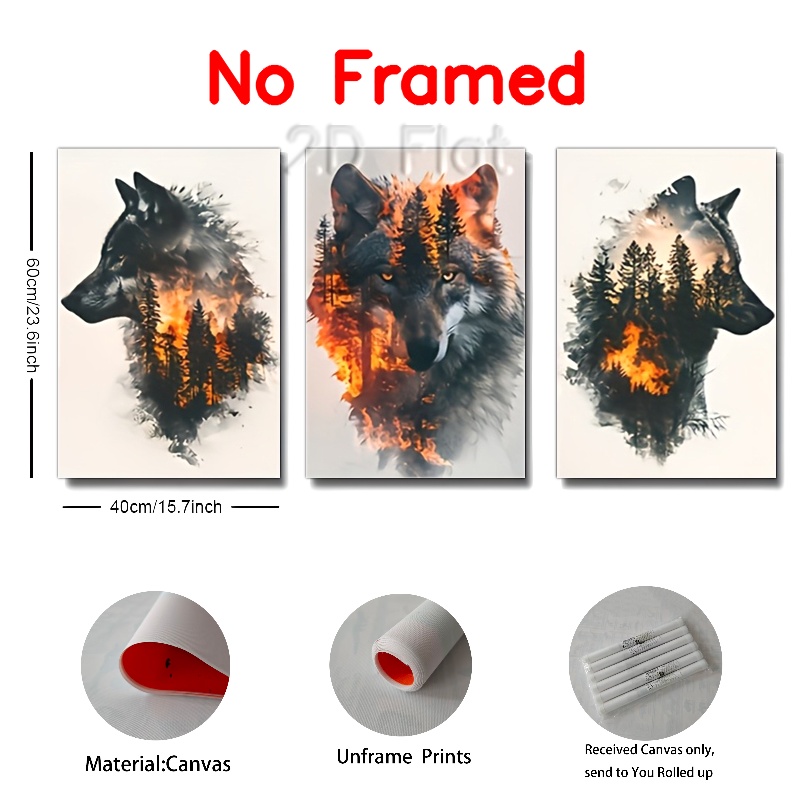 No Framed
2D Flat
60cm/23.6inch
40cm/15.7inch
Material:Canvas
Unframe Prints
Received Canvas only,
send to You Rolled up